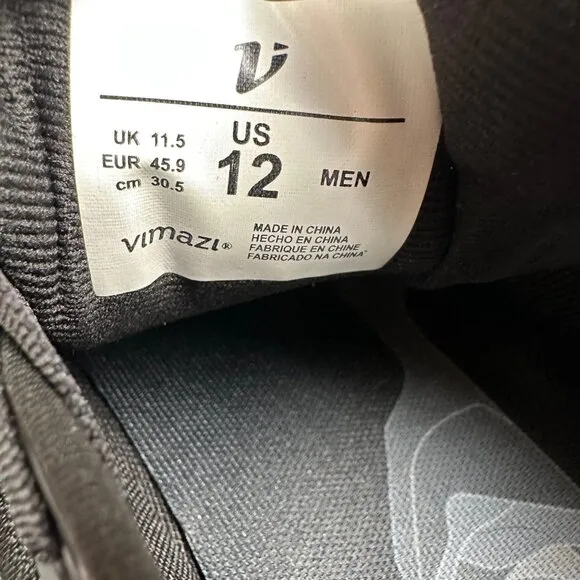 Vi
US
UK 11.5
EUR 45.9
cm 30.5
12
MEN
vimazi®
MADE IN CHINA
HECHO EN CHINA
FABRIQUE EN CHINE
FABRICADO NA CHINA